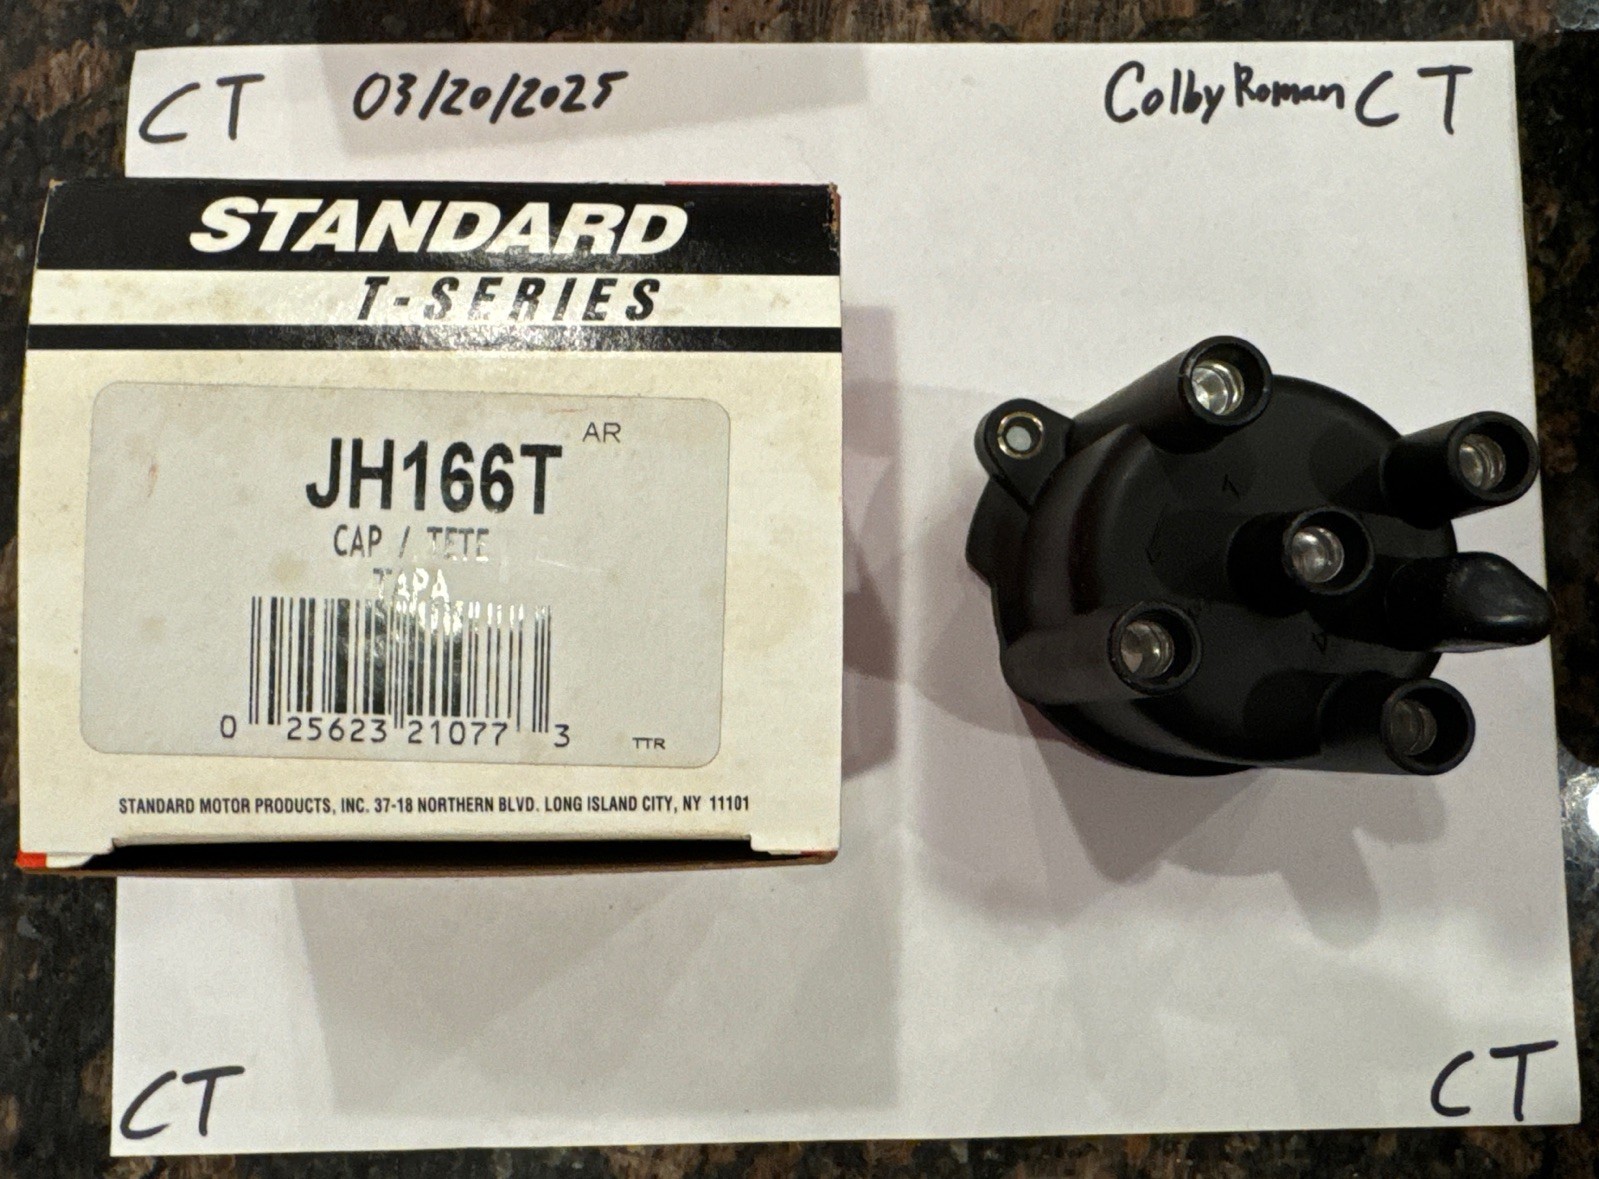 CT 03/20/2025 Colby Roman CT
STANDARD
T-SERIES
AR
JH166T
CAP / TETE
TAPA
0 25623 21077 3
TTR
STANDARD MOTOR PRODUCTS, INC. 37-18 NORTHERN BLVD. LONG ISLAND CITY, NY 11101
CT CT